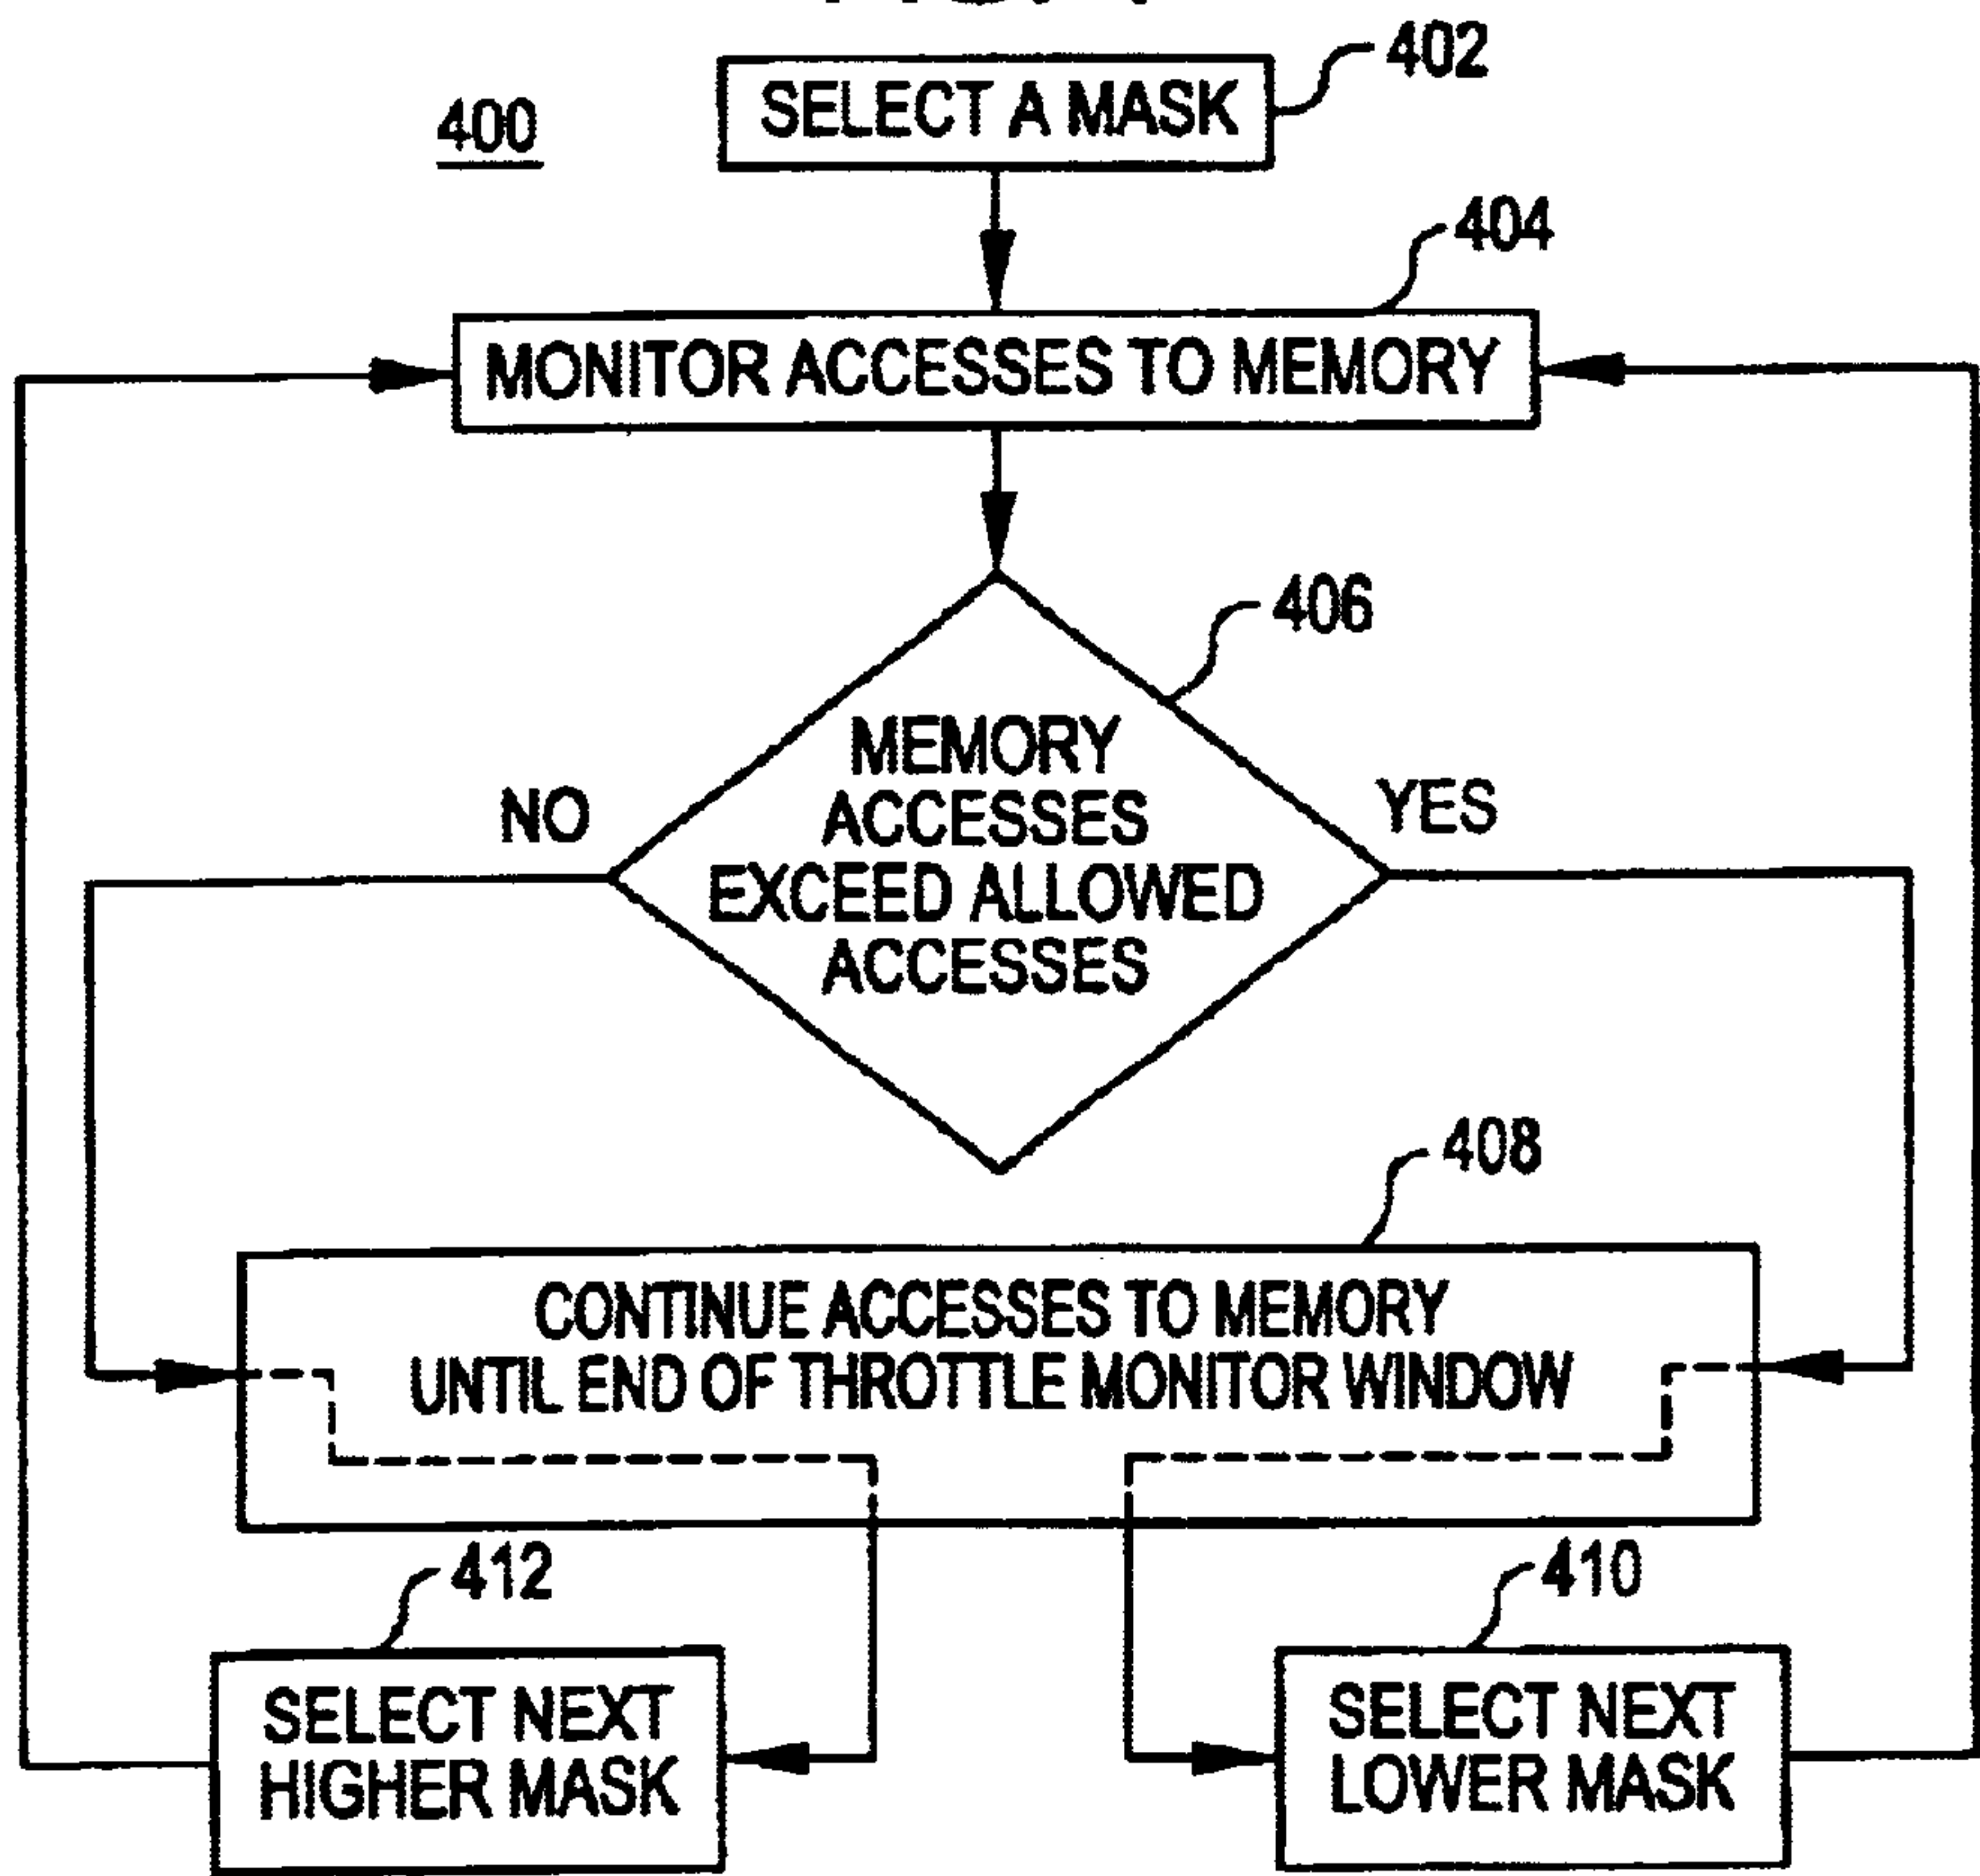 402
SELECT A MASK
400
404
MONITOR ACCESSES TO MEMORY
406
MEMORY
ACCESSES
EXCEED ALLOWED
ACCESSES
NO
YES
408
CONTINUE ACCESSES TO MEMORY
UNTIL END OF THROTTLE MONITOR WINDOW
412
410
SELECT NEXT
HIGHER MASK
SELECT NEXT
LOWER MASK